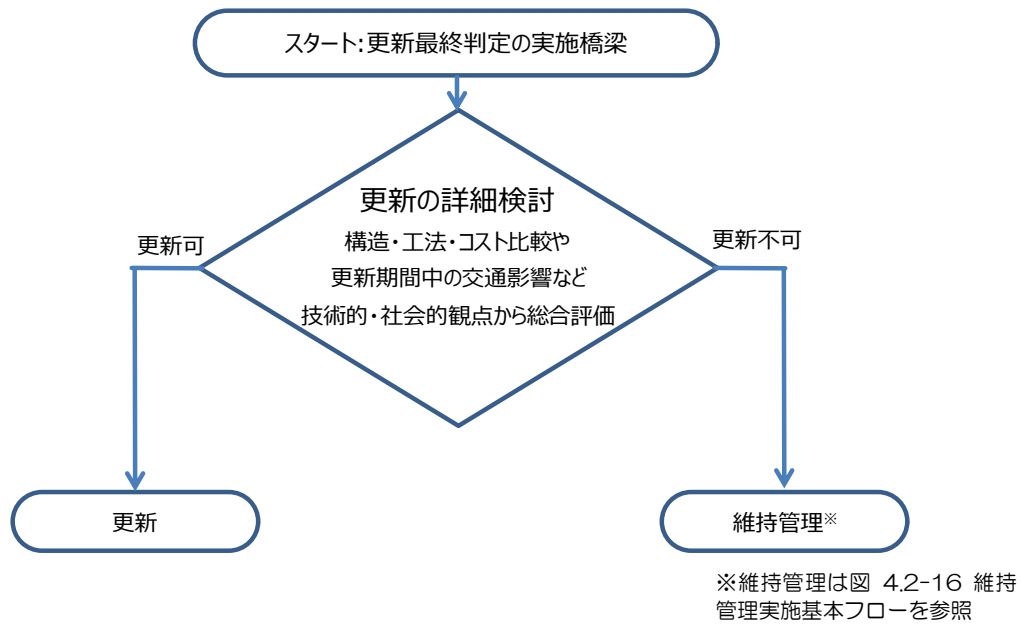 スタート:更新最終判定の実施橋梁
更新の詳細検討
構造・工法・コスト比較や
更新期間中の交通影響など
技術的・社会的観点から総合評価
更新可
更新不可
更新
維持管理※
※維持管理は図 4.2-16 維持
管理実施基本フローを参照